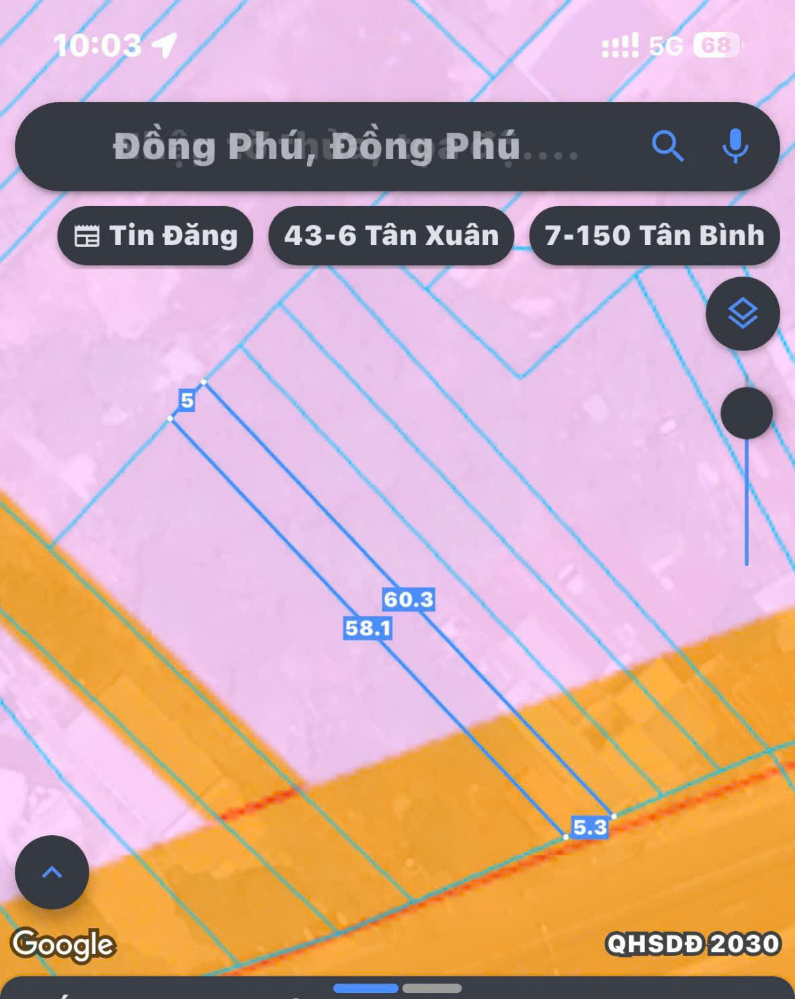 10:03 5G 68
Đồng Phú, Đồng Phú....
Tin Đăng 43-6 Tân Xuân 7-150 Tân Bình
5
60.3
58.1
5.3
Google QHSDĐ 2030